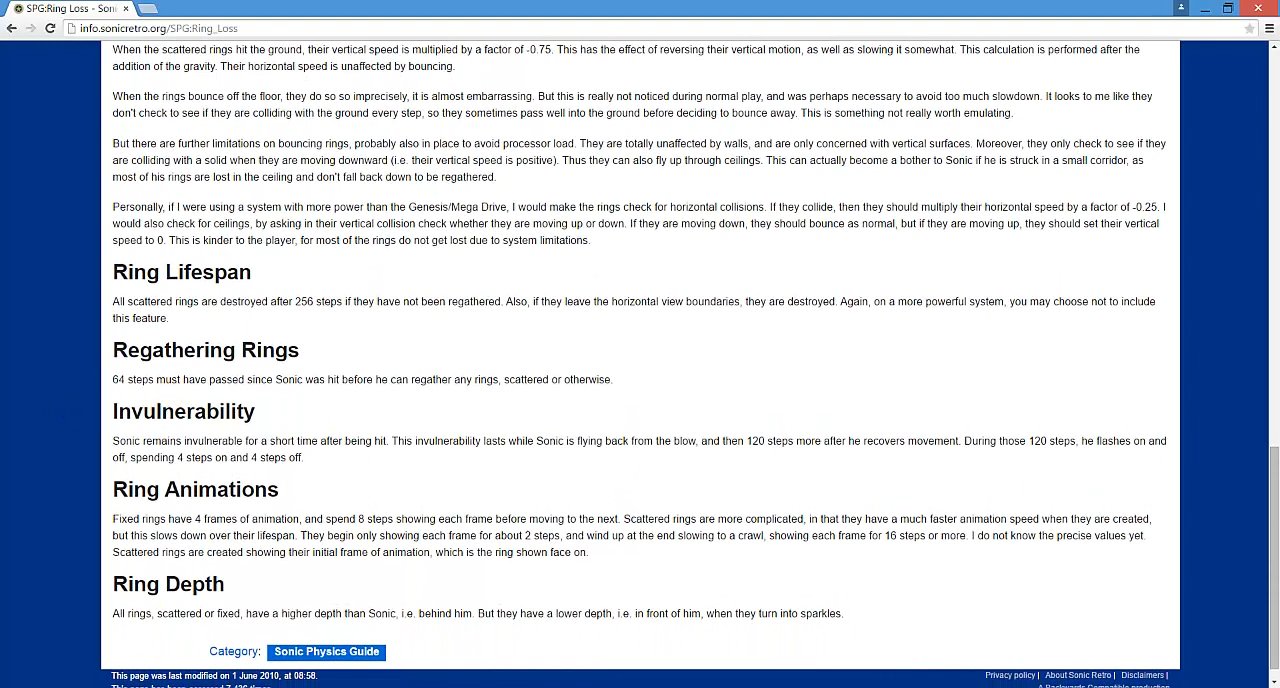 SPG:Ring Loss - Soni
info.sonicretro.org/SPG:Ring_Loss
When the scattered rings hit the ground, their vertical speed is multiplied by a factor of -0.75. This has the effect of reversing their vertical motion, as well as slowing it somewhat. This calculation is performed after the
addition of the gravity. Their horizontal speed is unaffected by bouncing.
When the rings bounce off the floor, they do so so imprecisely, it is almost embarrassing. But this is really not noticed during normal play, and was perhaps necessary to avoid too much slowdown. It looks to me like they
don't check to see if they are colliding with the ground every step, so they sometimes pass well into the ground before deciding to bounce away. This is something not really worth emulating.
But there are further limitations on bouncing rings, probably also in place to avoid processor load. They are totally unaffected by walls, and are only concerned with vertical surfaces. Moreover, they only check to see if they
are colliding with a solid when they are moving downward (i.e. their vertical speed is positive). Thus they can also fly up through ceilings. This can actually become a bother to Sonic if he is struck in a small corridor, as
most of his rings are lost in the ceiling and don't fall back down to be regathered.
Personally, if I were using a system with more power than the Genesis/Mega Drive, I would make the rings check for horizontal collisions. If they collide, then they should multiply their horizontal speed by a factor of -0.25. I
would also check for ceilings, by asking in their vertical collision check whether they are moving up or down. If they are moving down, they should bounce as normal, but if they are moving up, they should set their vertical
speed to 0. This is kinder to the player, for most of the rings do not get lost due to system limitations.
Ring Lifespan
All scattered rings are destroyed after 256 steps if they have not been regathered. Also, if they leave the horizontal view boundaries, they are destroyed. Again, on a more powerful system, you may choose not to include
this feature.
Regathering Rings
64 steps must have passed since Sonic was hit before he can regather any rings, scattered or otherwise.
Invulnerability
Sonic remains invulnerable for a short time after being hit. This invulnerability lasts while Sonic is flying back from the blow, and then 120 steps more after he recovers movement. During those 120 steps, he flashes on and
off, spending 4 steps on and 4 steps off.
Ring Animations
Fixed rings have 4 frames of animation, and spend 8 steps showing each frame before moving to the next. Scattered rings are more complicated, in that they have a much faster animation speed when they are created,
but this slows down over their lifespan. They begin only showing each frame for about 2 steps, and wind up at the end slowing to a crawl, showing each frame for 16 steps or more. I do not know the precise values yet.
Scattered rings are created showing their initial frame of animation, which is the ring shown face on.
Ring Depth
All rings, scattered or fixed, have a higher depth than Sonic, i.e. behind him. But they have a lower depth, i.e. in front of him, when they turn into sparkles.
Category: Sonic Physics Guide
This page was last modified on 1 June 2010, at 08:58.
Privacy policy | About Sonic Retro | Disclaimers |
This page has been accessed 7,436 times.
A Backwards Compatible production